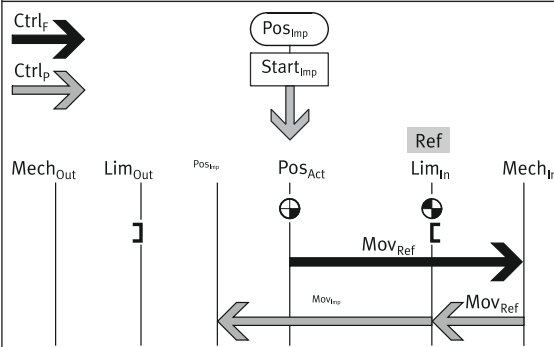 Ctrl_F
Pos_Imp
Ctrl_P
Start_Imp
Ref
Mech_Out Lim_Out Pos_Imp Pos_Act Lim_In Mech_In
Mov_Ref
Mov_Imp Mov_Ref